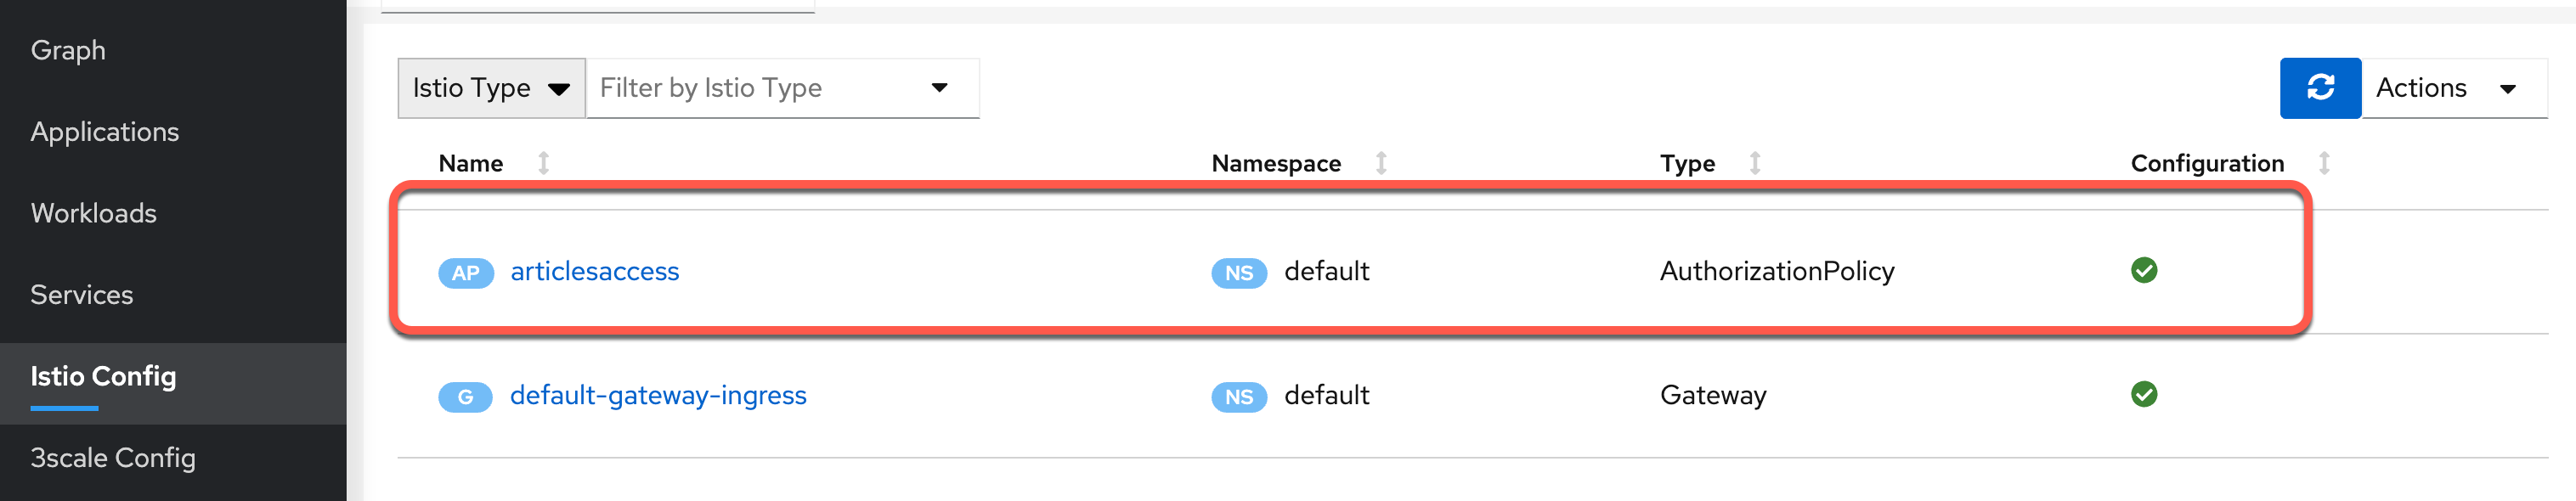 Graph
Applications
Workloads
Services
Istio Config
3scale Config
Istio Type Filter by Istio Type Actions
Name Namespace Type Configuration
AP articlesaccess NS default AuthorizationPolicy
G default-gateway-ingress NS default Gateway